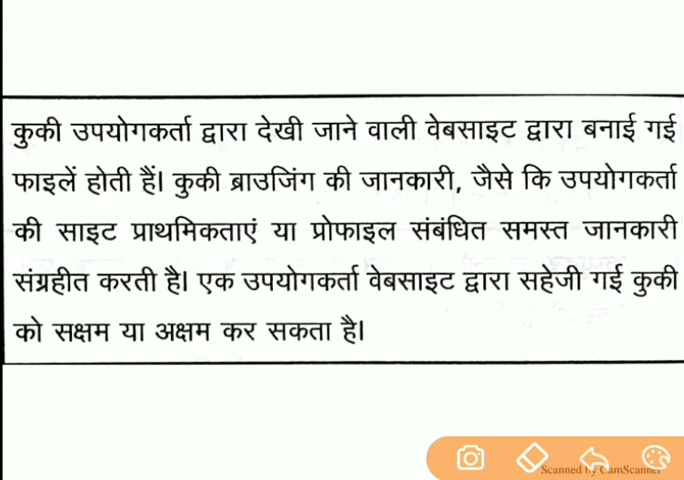 कुकी उपयोगकर्ता द्वारा देखी जाने वाली वेबसाइट द्वारा बनाई गई
फाइलें होती हैं। कुकी ब्राउजिंग की जानकारी, जैसे कि उपयोगकर्ता
की साइट प्राथमिकताएं या प्रोफाइल संबंधित समस्त जानकारी
संग्रहीत करती है। एक उपयोगकर्ता वेबसाइट द्वारा सहेजी गई कुकी
को सक्षम या अक्षम कर सकता है।
Scanned by CamScanner